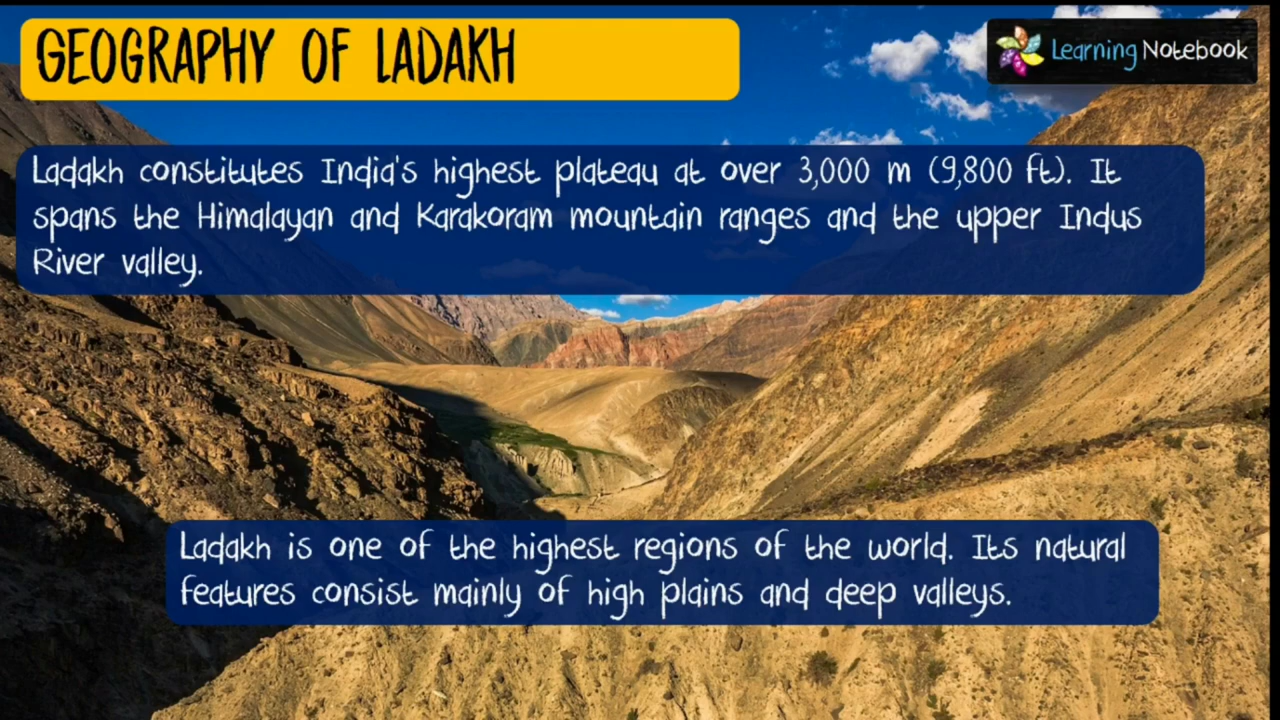 GEOGRAPHY OF LADAKH
Learning Notebook
Ladakh constitutes India's highest plateau at over 3,000 m (9,800 ft). It
spans the Himalayan and Karakoram mountain ranges and the upper Indus
River valley.
Ladakh is one of the highest regions of the world. Its natural
features consist mainly of high plains and deep valleys.